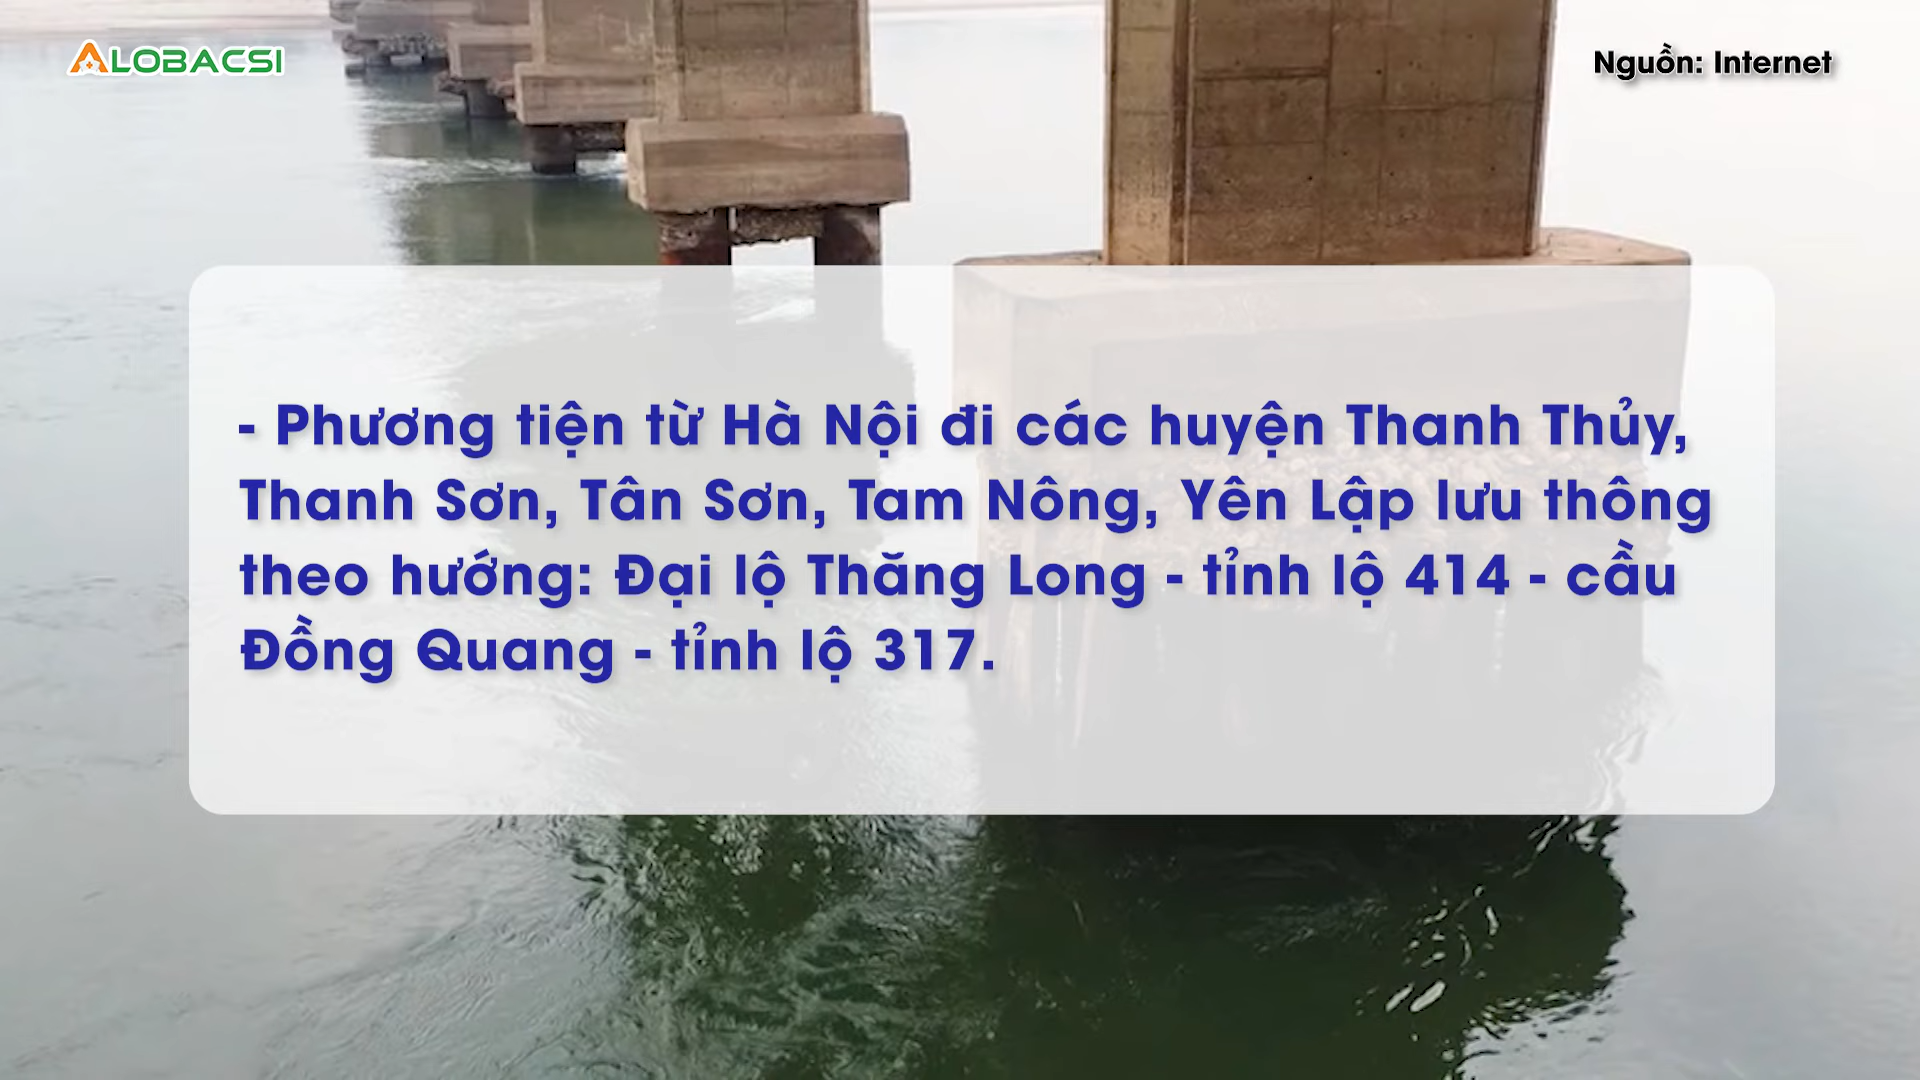 ALOBACSI
Nguồn: Internet
- Phương tiện từ Hà Nội đi các huyện Thanh Thủy,
Thanh Sơn, Tân Sơn, Tam Nông, Yên Lập lưu thông
theo hướng: Đại lộ Thăng Long - tỉnh lộ 414 - cầu
Đồng Quang - tỉnh lộ 317.